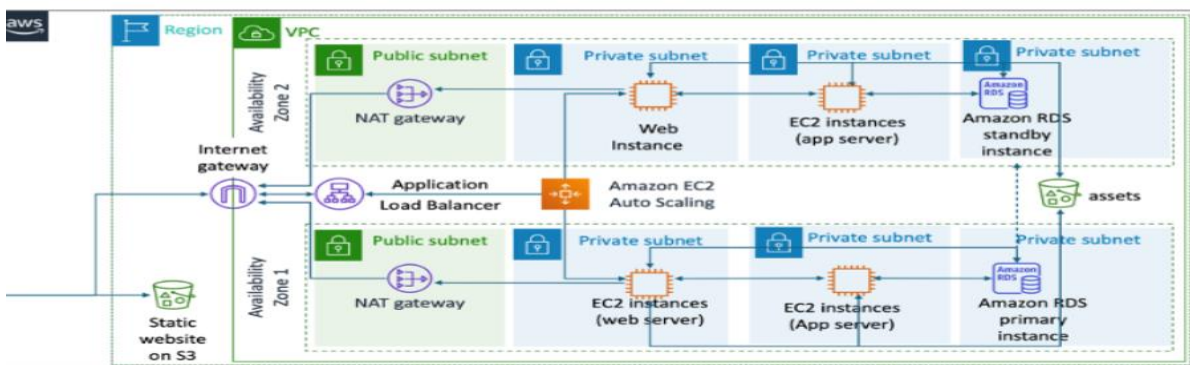 aws
Region
VPC
Availability
Zone 2
Public subnet
NAT gateway
Private subnet
Web
Instance
Private subnet
EC2 instances
(app server)
Private subnet
Amazon
RDS
Amazon RDS
standby
instance
Internet
gateway
Application
Load Balancer
Amazon EC2
Auto Scaling
assets
Availability
Zone 1
Public subnet
NAT gateway
Private subnet
EC2 instances
(web server)
Private subnet
EC2 instances
(App server)
Private subnet
Amazon
RDS
Amazon RDS
primary
instance
Static
website
on S3